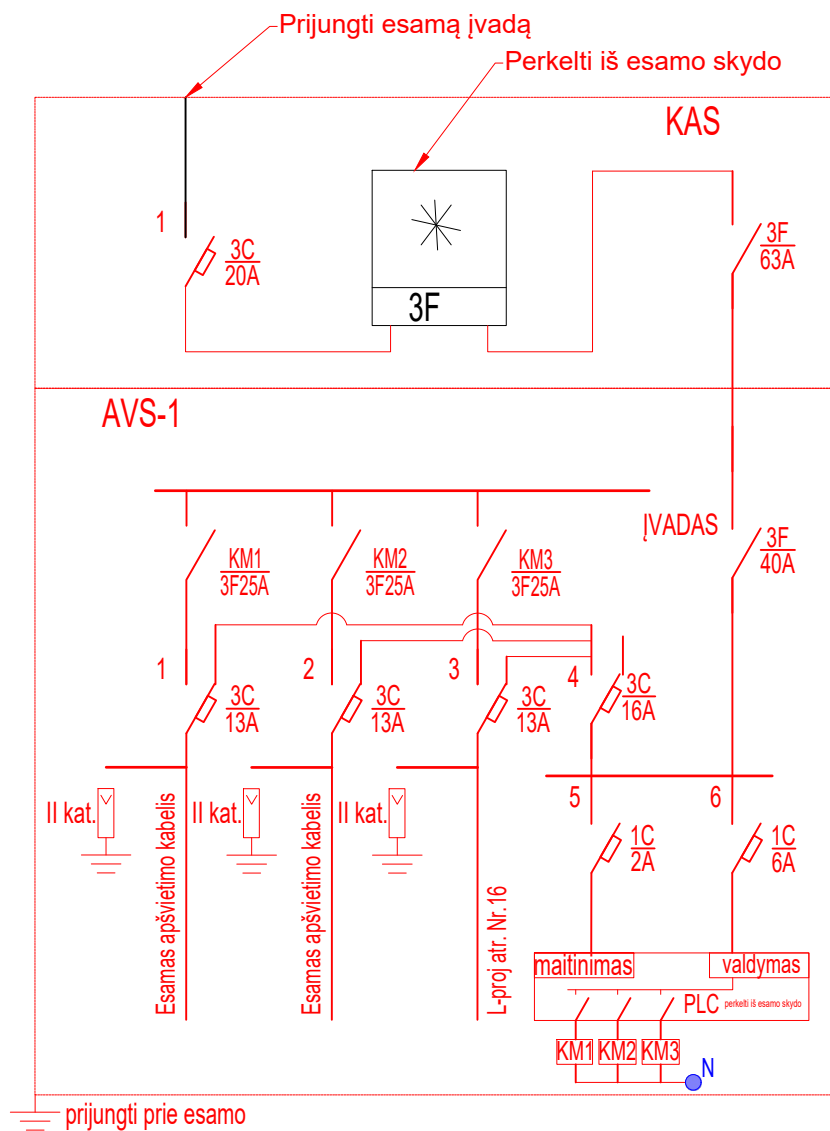 Prijungti esamą įvadą
Perkelti iš esamo skydo
KAS
1
3C
20A
3F
3F
63A
AVS-1
ĮVADAS
3F
40A
KM1
3F25A
KM2
3F25A
KM3
3F25A
1
2
3
4
3C
13A
3C
13A
3C
13A
3C
16A
5
6
II kat.
II kat.
II kat.
Esamas apšvietimo kabelis
Esamas apšvietimo kabelis
L-proj atr. Nr.16
1C
2A
1C
6A
maitinimas
valdymas
PLC perkelti iš esamo skydo
KM1
KM2
KM3
N
prijungti prie esamo